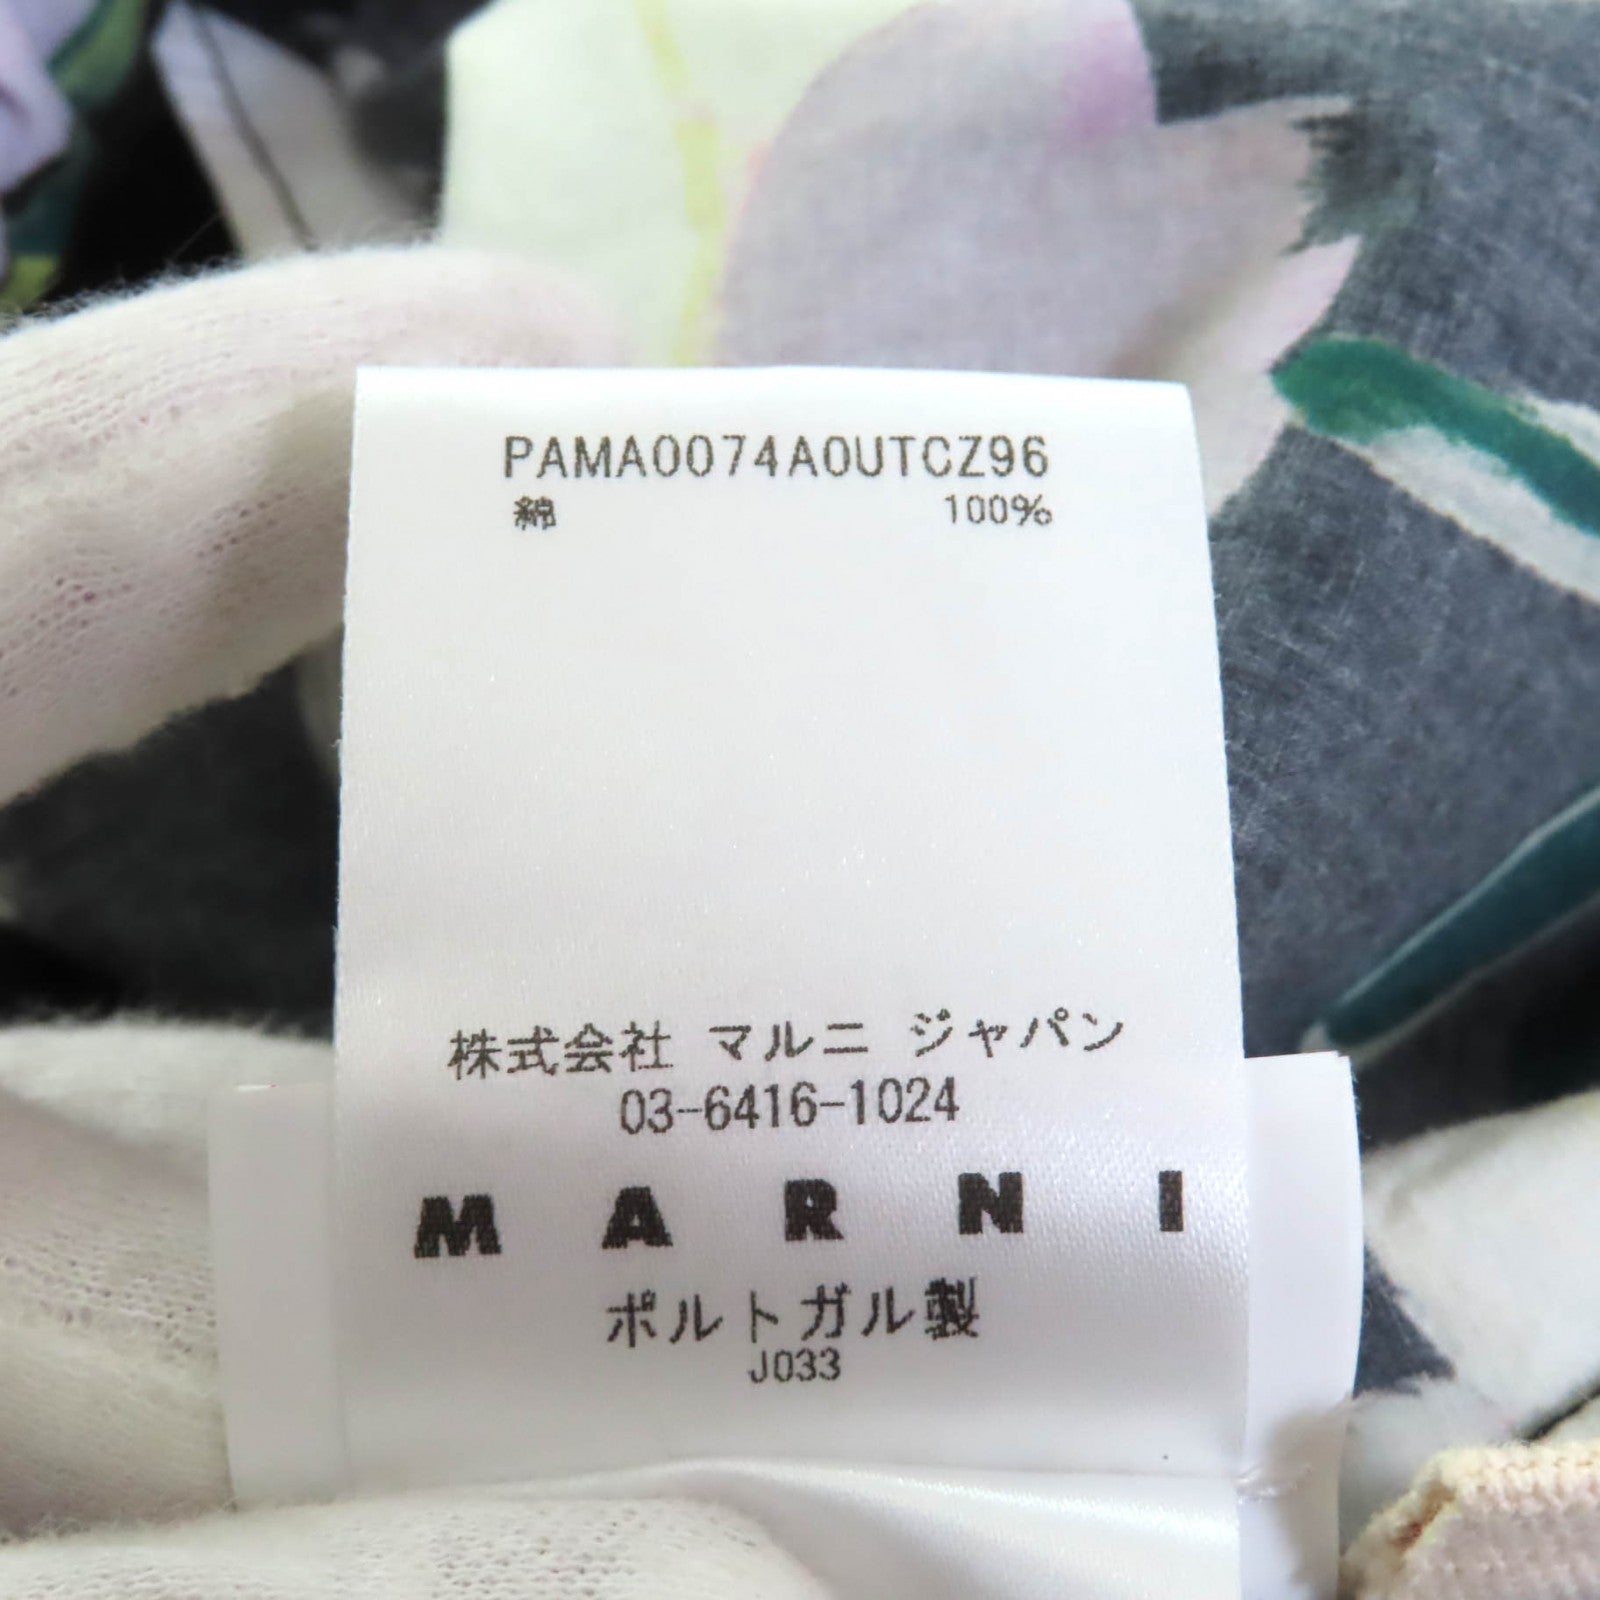 PAMA0074A0UTCZ96
綿 100%
株式会社 マルニ ジャパン
03-6416-1024
MARNI
ポルトガル製
J033